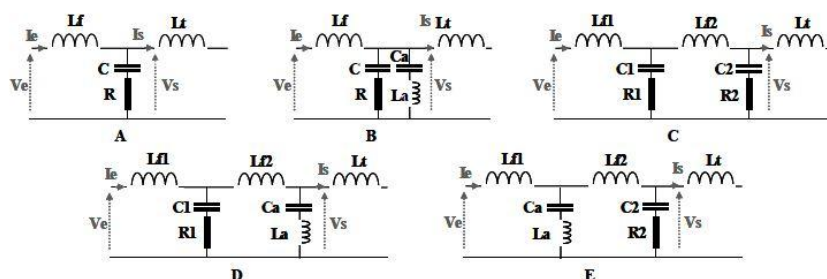 Lf Lt Lf Lt Lf1 Lf2 Lt
Ie Is Ie Is Ie Is
Ve C Vs Ve C Ca Vs Ve C1 C2 Vs
R R La R1 R2
A B C
Lf1 Lf2 Lt Lf1 Lf2 Lt
Ie Is Ie Is
Ve C1 Ca Vs Ve Ca C2 Vs
R1 La La R2
D E